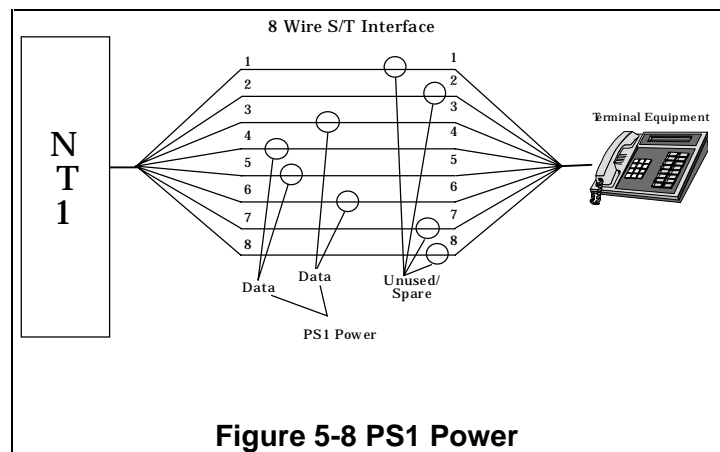 8 Wire S/T Interface
NT1
1 1
2 2
3 3
4 4
5 5
6 6
7 7
8 8
Terminal Equipment
Data
Data
Unused/
Spare
PS1 Power
Figure 5-8 PS1 Power